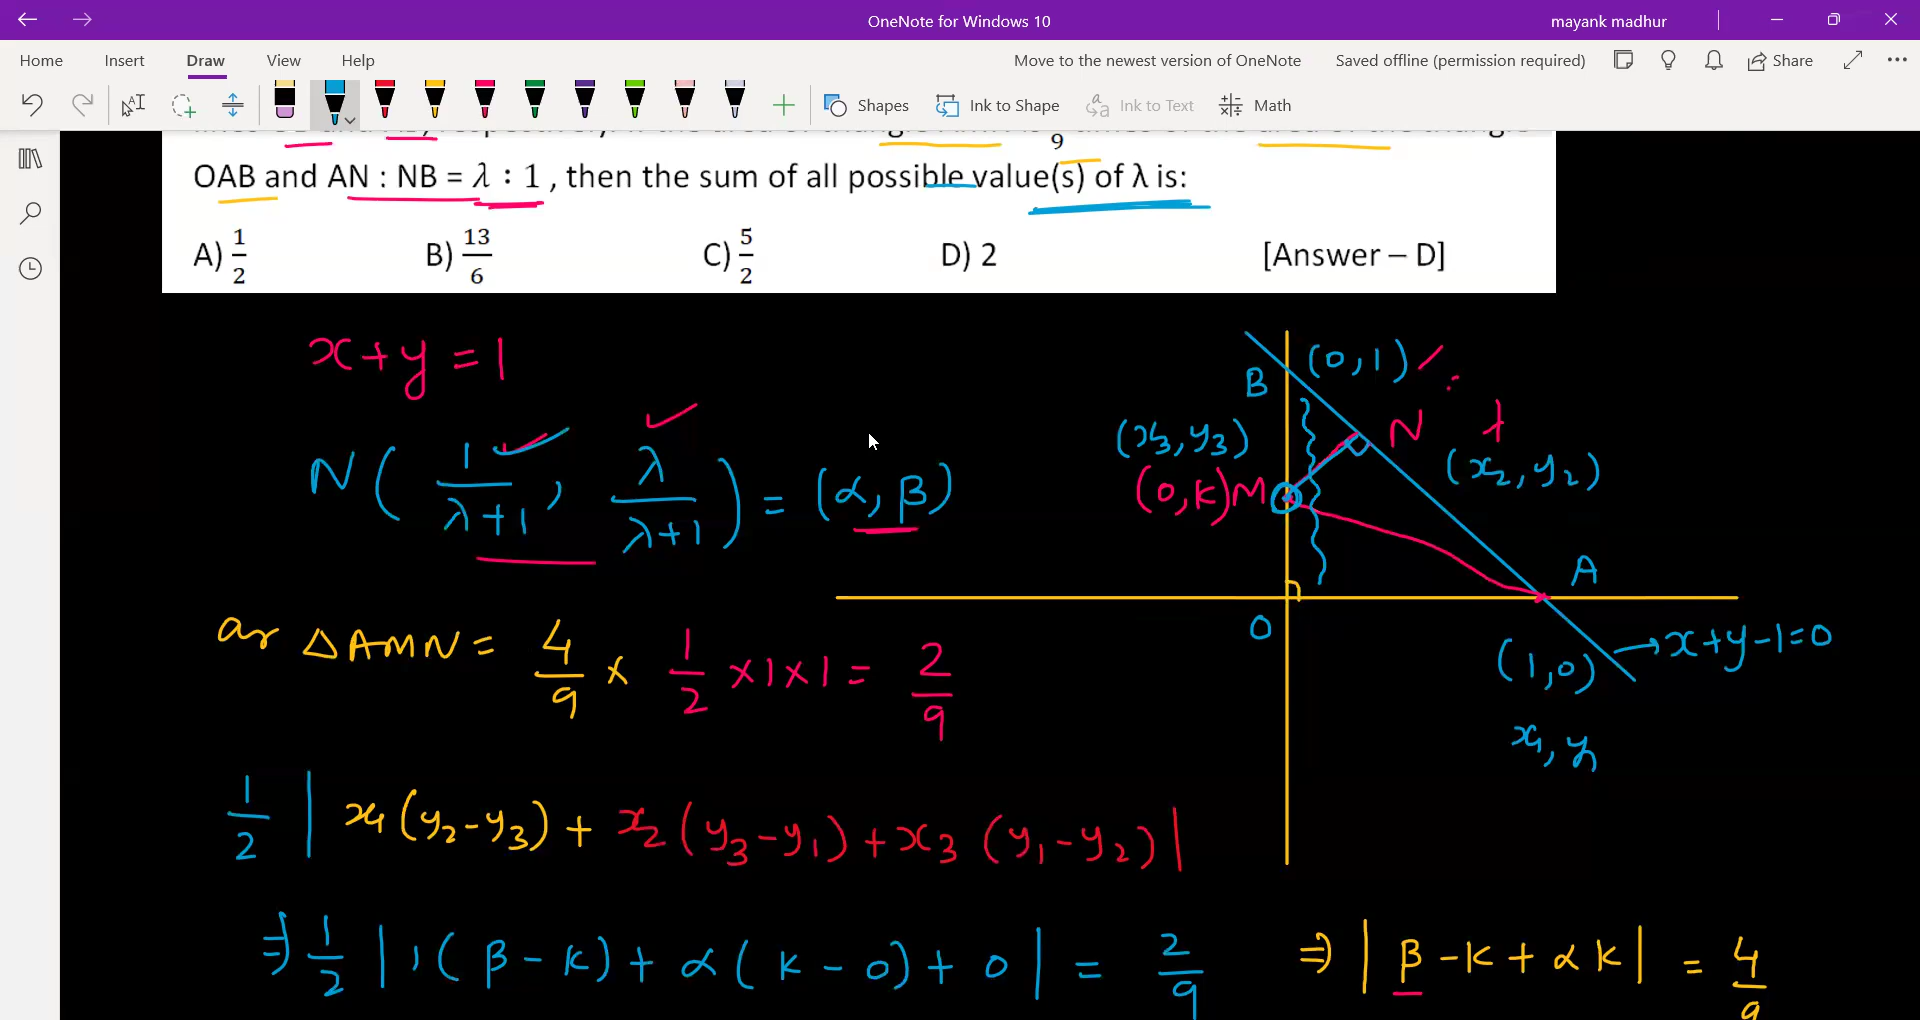 OneNote for Windows 10
mayank madhur
Home Insert Draw View Help
Move to the newest version of OneNote Saved offline (permission required) Share
Shapes Ink to Shape Ink to Text Math
9
OAB and AN : NB = λ : 1 , then the sum of all possible value(s) of λ is:
A) 1/2 B) 13/6 C) 5/2 D) 2 [Answer – D]
x+y=1
N(1/(λ+1), λ/(λ+1)) = (α, β)
B (0,1) 1 :
N λ
(x3, y3)
(x2, y2)
(0,K) M
A
O
(1,0) → x+y-1=0
x1, y1
ar △AMN = 4/9 × 1/2 ×1×1 = 2/9
1/2 | x1(y2-y3) + x2(y3-y1) + x3(y1-y2) |
⇒ 1/2 | 1(β-K) + α(K-0) + 0 | = 2/9 ⇒ | β-K+αK | = 4/9